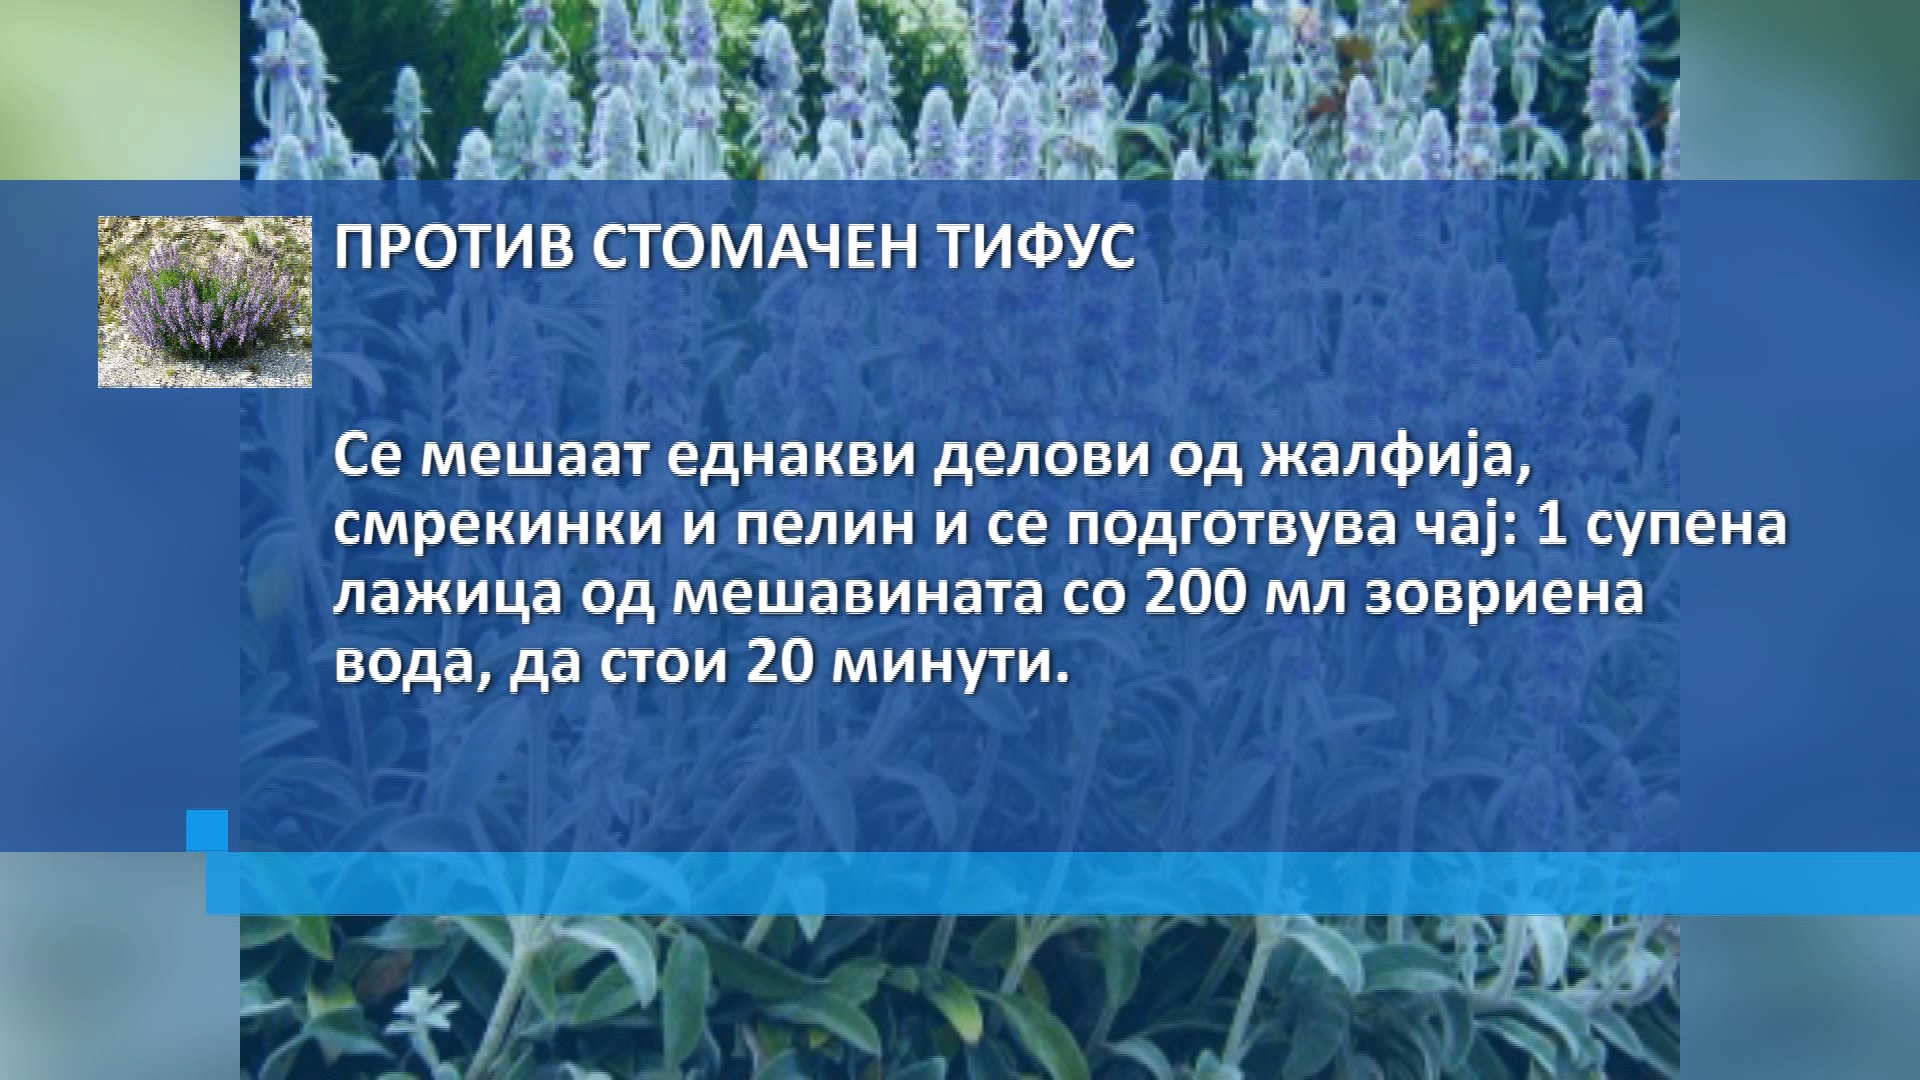 ПРОТИВ СТОМАЧЕН ТИФУС
Се мешаат еднакви делови од жалфија,
смрекинки и пелин и се подготвува чај: 1 супена
лажица од мешавината со 200 мл зовриена
вода, да стои 20 минути.